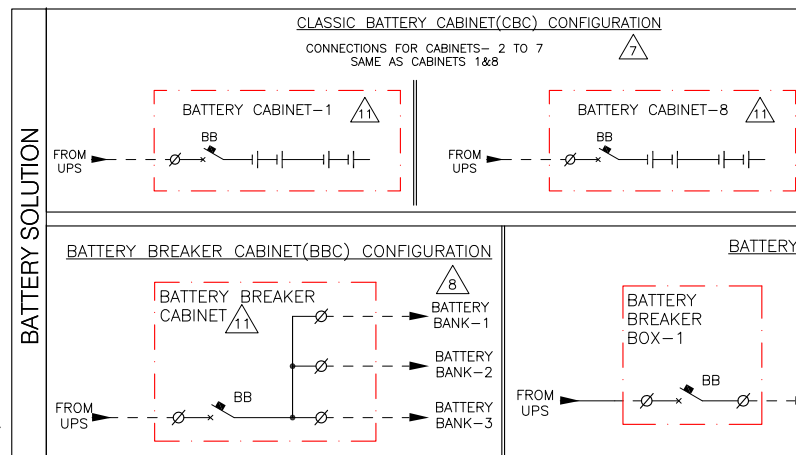 BATTERY SOLUTION
CLASSIC BATTERY CABINET(CBC) CONFIGURATION
7
CONNECTIONS FOR CABINETS- 2 TO 7
SAME AS CABINETS 1&8
BATTERY CABINET-1
11
BB
FROM
UPS
BATTERY CABINET-8
11
BB
FROM
UPS
BATTERY BREAKER CABINET(BBC) CONFIGURATION
8
BATTERY BREAKER
CABINET
11
BATTERY
BANK-1
BATTERY
BANK-2
BATTERY
BANK-3
BB
FROM
UPS
BATTERY
BATTERY
BREAKER
BOX-1
BB
FROM
UPS